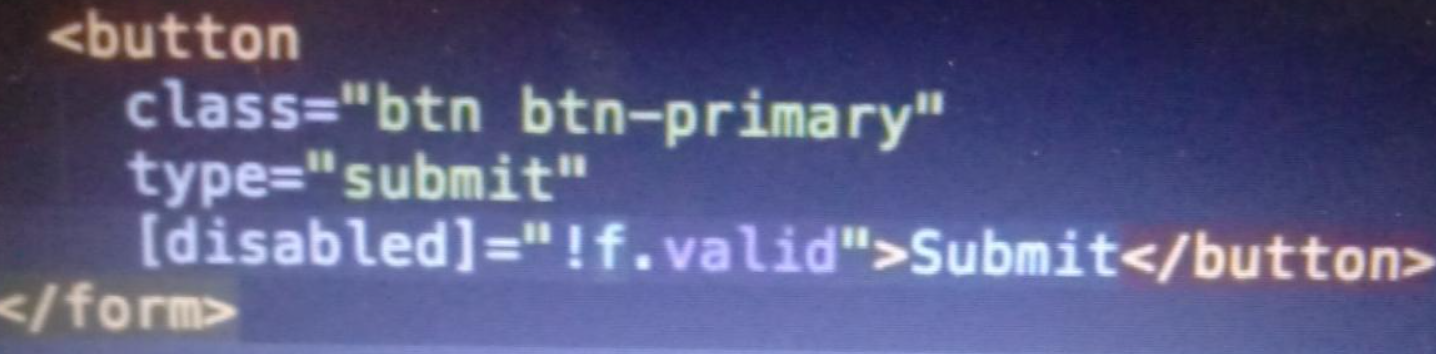 <button
class="btn btn-primary"
type="submit"
[disabled]="!f.valid">Submit</button>
</form>